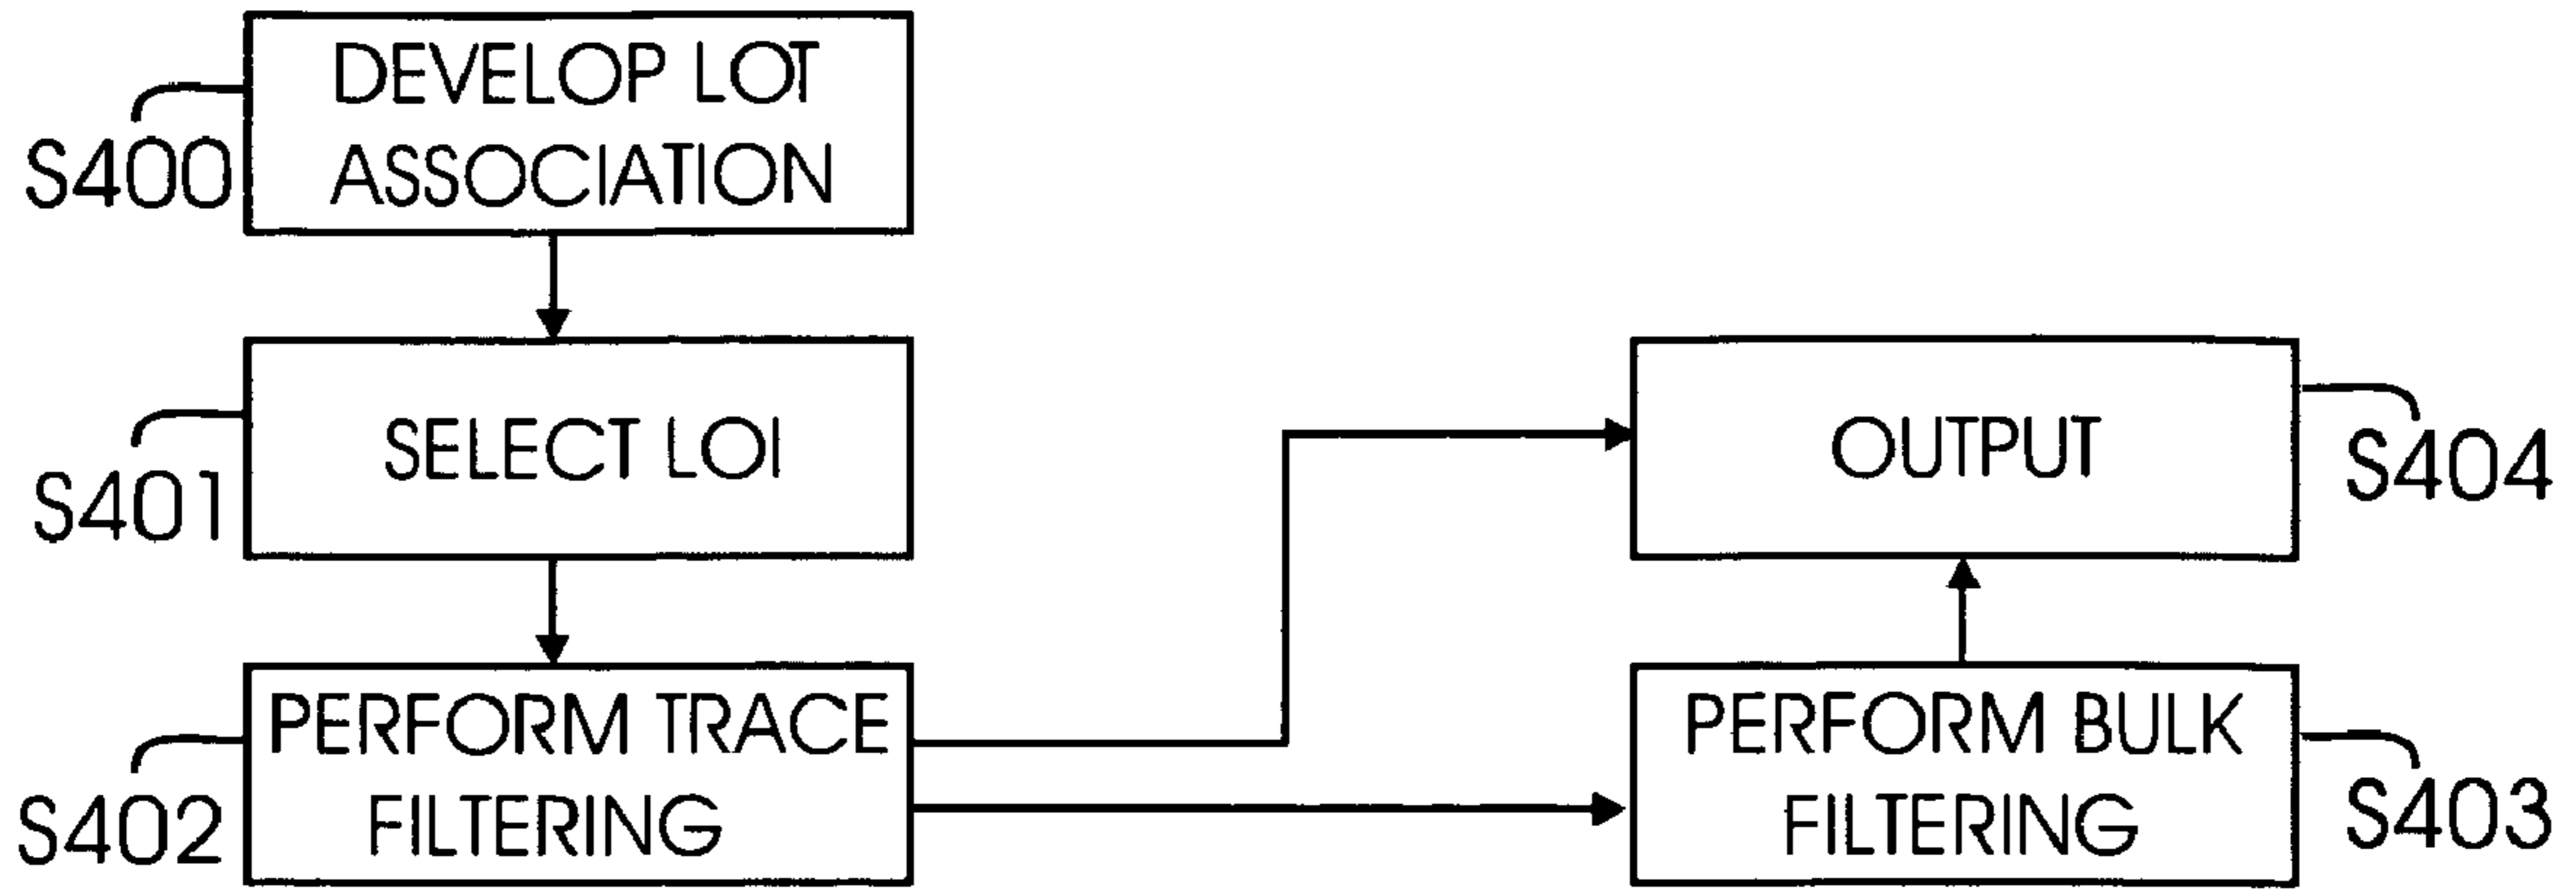 DEVELOP LOT
ASSOCIATION
S400
SELECT LOI
S401
PERFORM TRACE
FILTERING
S402
OUTPUT
S404
PERFORM BULK
FILTERING
S403